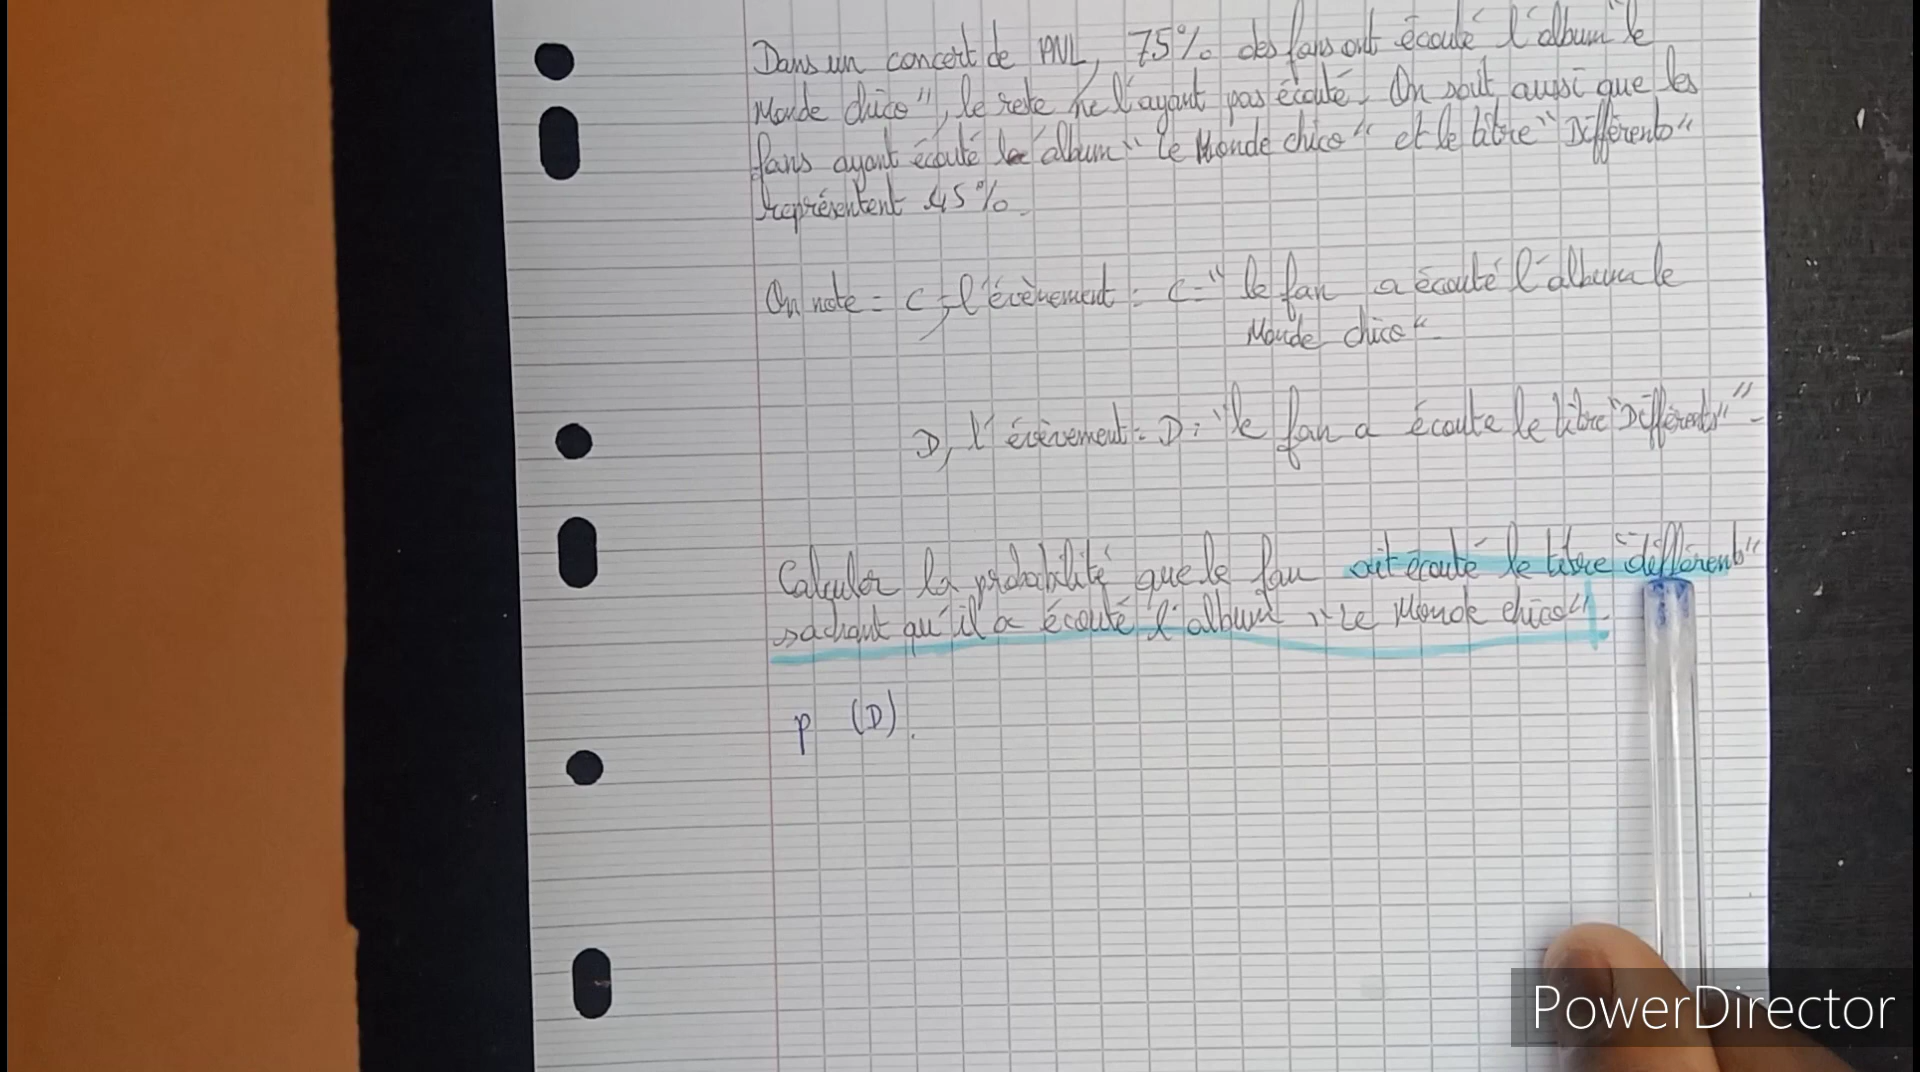 Dans un concert de PNL, 75% des fans ont écouté l'album "le
Monde chico", le reste ne l'ayant pas écouté. On sait aussi que les
fans ayant écouté le album "Le Monde chico" et le titre "Différents"
représentent 45%.
On note = C, l'évènement : C = "le fan a écouté l'album le
Monde chico".
D, l'évènement : D : "le fan a écouté le titre "Différents"".
Calculer la probabilité que le fan ait écouté le titre "différents"
sachant qu'il a écouté l'album "Le Monde chico".
p (D).
PowerDirector